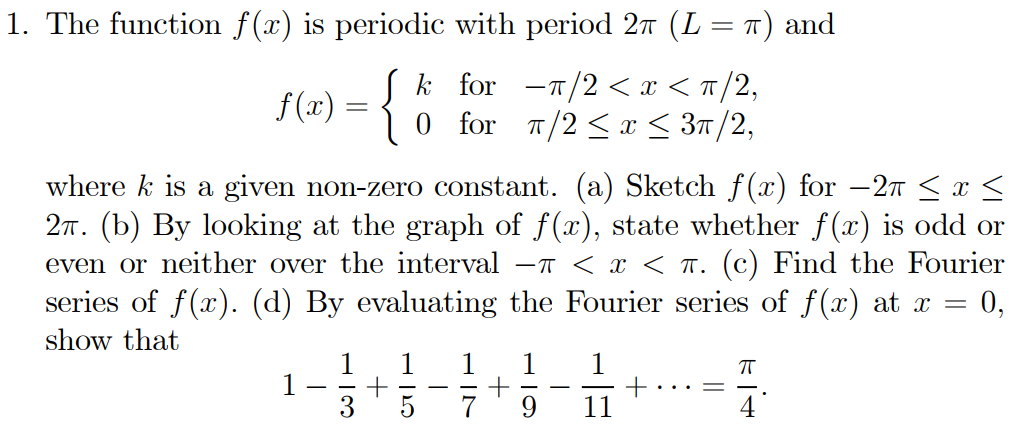 1. The function f(x) is periodic with period 2π (L = π) and
f(x) = { k for −π/2 < x < π/2,
0 for π/2 ≤ x ≤ 3π/2,
where k is a given non-zero constant. (a) Sketch f(x) for −2π ≤ x ≤
2π. (b) By looking at the graph of f(x), state whether f(x) is odd or
even or neither over the interval −π < x < π. (c) Find the Fourier
series of f(x). (d) By evaluating the Fourier series of f(x) at x = 0,
show that
1 − 1/3 + 1/5 − 1/7 + 1/9 − 1/11 + ··· = π/4.